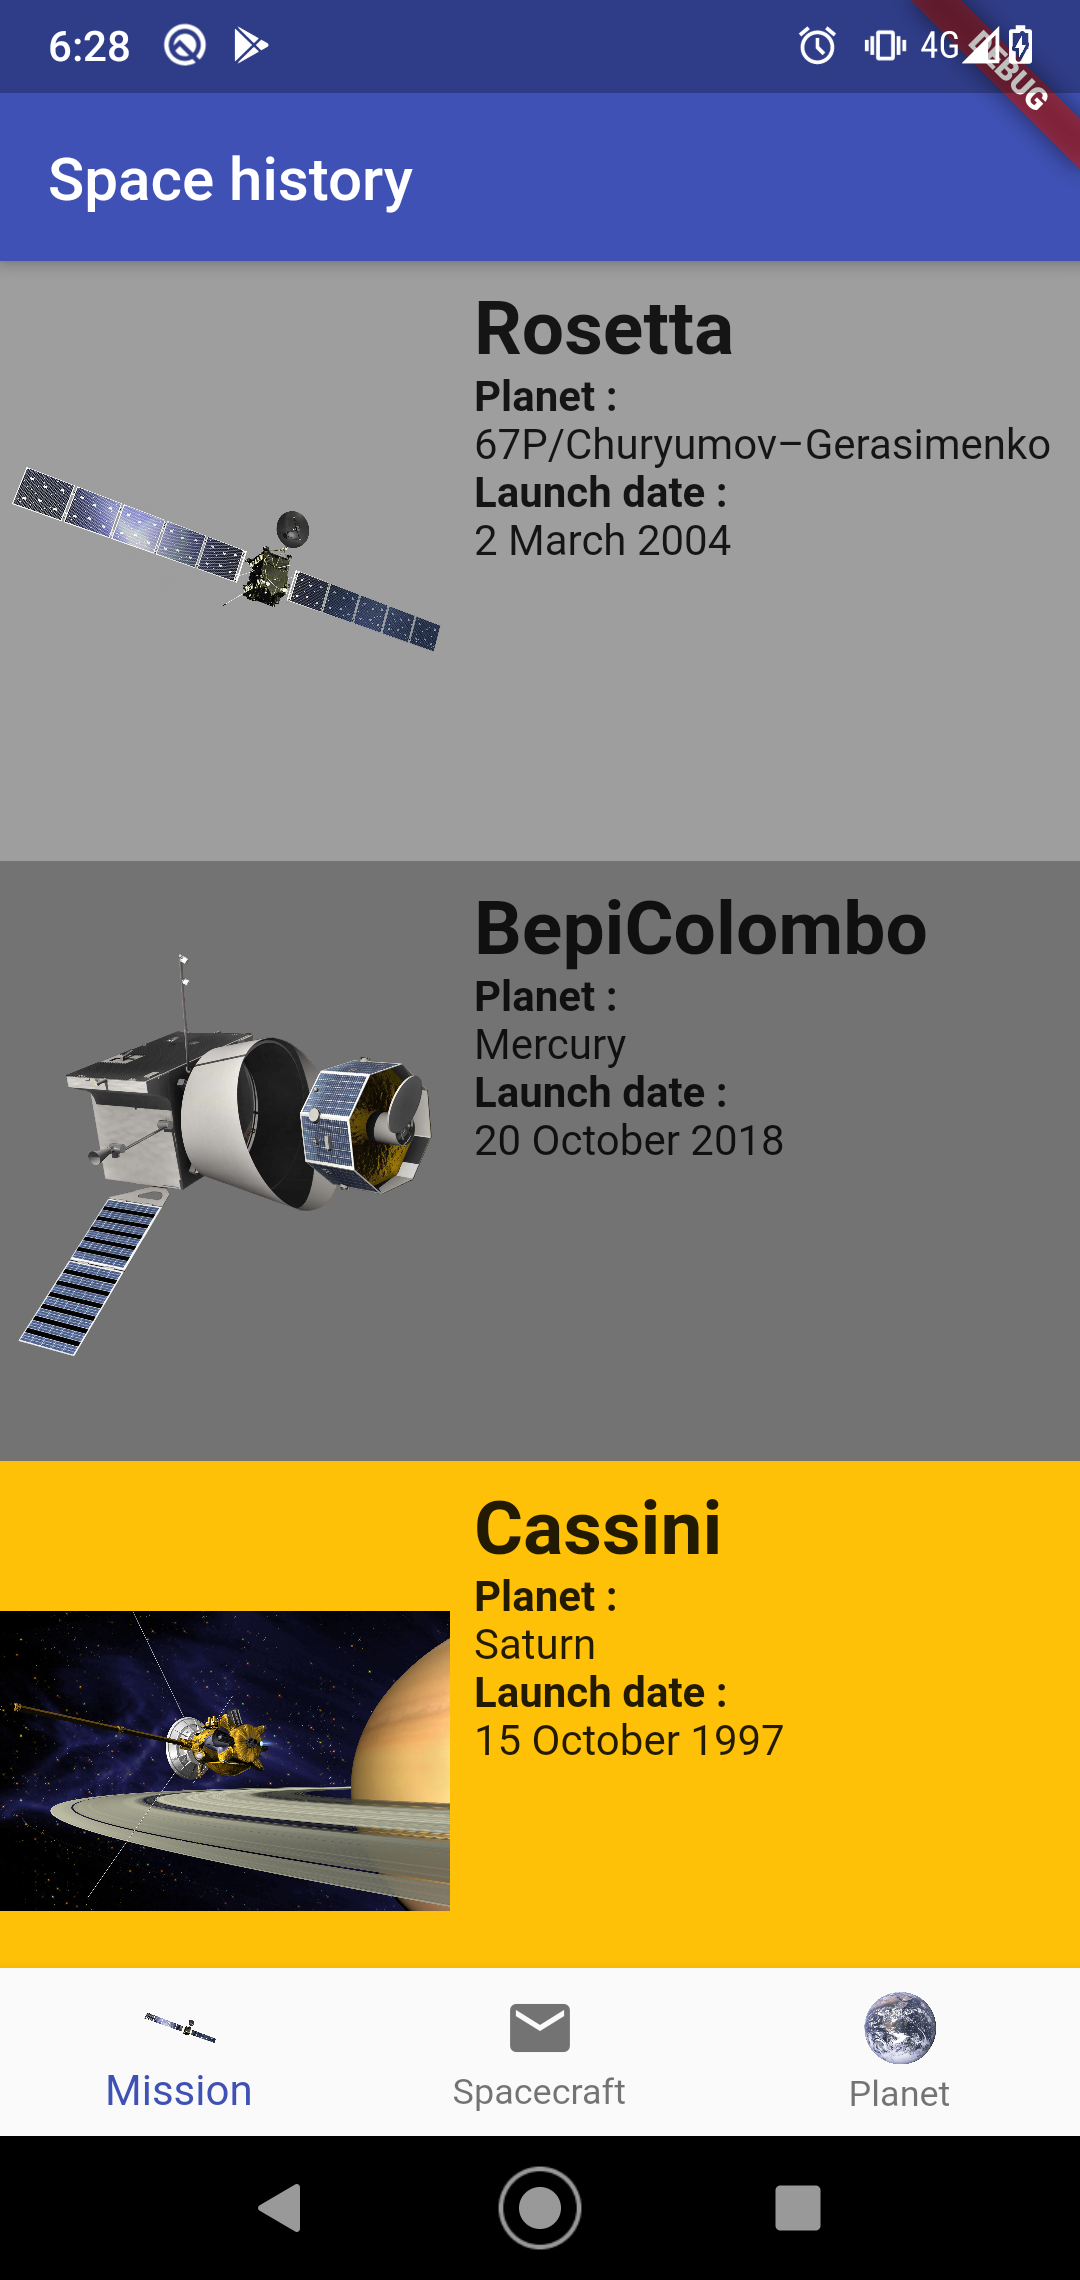 6:28
4G
DEBUG
Space history
Rosetta
Planet :
67P/Churyumov–Gerasimenko
Launch date :
2 March 2004
BepiColombo
Planet :
Mercury
Launch date :
20 October 2018
Cassini
Planet :
Saturn
Launch date :
15 October 1997
Mission
Spacecraft
Planet